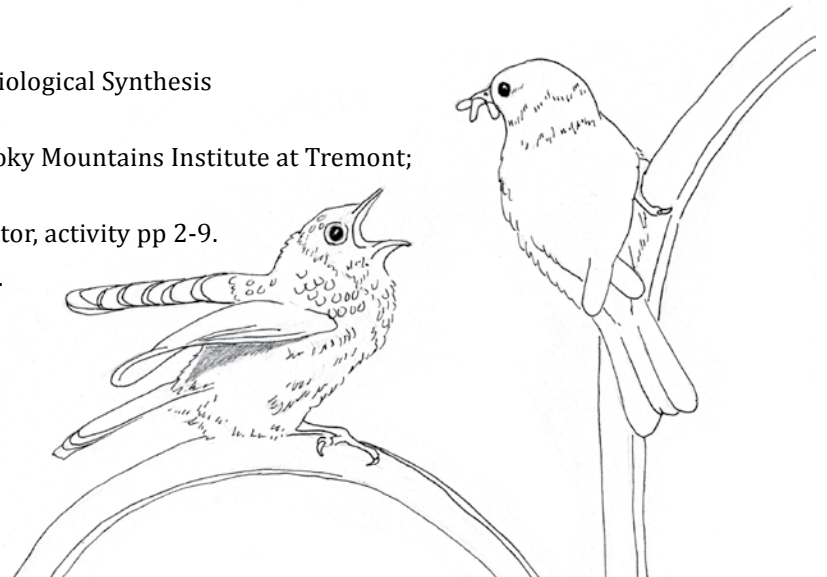 iological Synthesis
oky Mountains Institute at Tremont;
tor, activity pp 2-9.
.